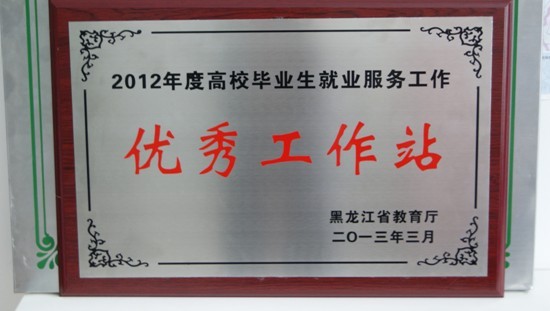 2012年度高校毕业生就业服务工作
优秀工作站
黑龙江省教育厅
二〇一三年三月